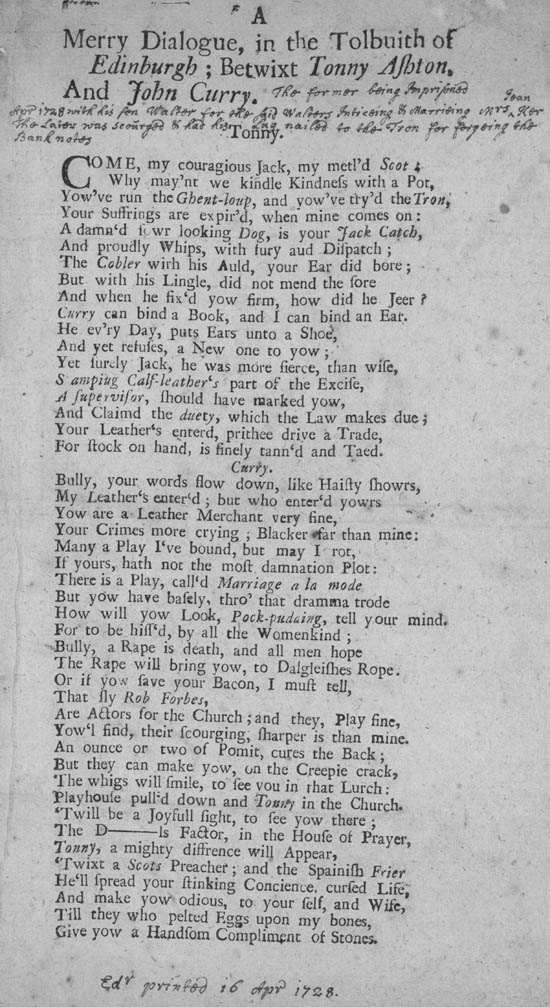 A
Merry Dialogue, in the Tolbuith of
Edinburgh; Betwixt Tonny Aſhton,
And John Curry. The former being Imprisoned
Jean
Apr 1728 with his son Walter for the sd Walters Inticeing & Marrieing Mrs Ker
The Later was scourged & had his Lug nailed to the Tron for forgeing the
Bank notes
Tonny.
COME, my couragious Jack, my metl'd Scot;
Why may'nt we kindle Kindneſs with a Pot,
Yow've run the Ghent-loup, and yow've try'd the Tron,
Your Suffrings are expir'd, when mine comes on:
A damn'd ſowr looking Dog, is your Jack Catch,
And proudly Whips, with fury aud Diſpatch;
The Cobler wirh his Auld, your Ear did bore;
But with his Lingle, did not mend the ſore
And when he fix'd yow firm, how did he Jeer?
Curry can bind a Book, and I can bind an Ear.
He ev'ry Day, puts Ears unto a Shoe,
And yet refuſes, a New one to yow;
Yet ſurely Jack, he was more fierce, than wiſe,
S'ampiug Calf-leather's part of the Exciſe,
A ſuperviſor, ſhould have marked yow,
And Claimd the duety, which the Law makes due;
Your Leather's enterd, prithee drive a Trade,
For ſtock on hand, is finely tann'd and Taed.
Curry.
Bully, your words flow down, like Haiſty ſhowrs,
My Leather's enter'd; but who enter'd yowrs
Yow are a Leather Merchant very fine,
Your Crimes more crying; Blacker far than mine:
Many a Play I've bound, but may I rot,
If yours, hath not the moſt damnation Plot:
There is a Play, call'd Marriage a la mode
But yow have baſely, thro' that dramma trode
How will yow Look, Pock-pudding, tell your mind.
For to be hiſſ'd, by all the Womenkind;
Bully, a Rape is death, and all men hope
The Rape will bring yow, to Dalgleiſhes Rope.
Or if yow ſave your Bacon, I muſt tell,
That ſly Rob Forbes,
Are Actors for the Church; and they, Play fine,
Yow'l find, their ſcourging, ſharper is than mine.
An ounce or two of Pomit, cures the Back;
But they can make yow, on the Creepie crack,
The whigs will ſmile, to ſee you in that Lurch:
Playhouſe pull'd down and Tonny in the Church.
'Twill be a Joyfull ſight, to ſee yow there;
The D——ls Factor, in the Houſe of Prayer,
Tonny, a mighty diffrence will Appear,
'Twixt a Scots Preacher; and the Spainiſh Frier
He'll ſpread your ſtinking Concience, curſed Life,
And make yow odious, to your ſelf, and Wife,
Till they who pelted Eggs upon my bones,
Give yow a Handſom Compliment of Stones.
Edr printed 16 Apr 1728.